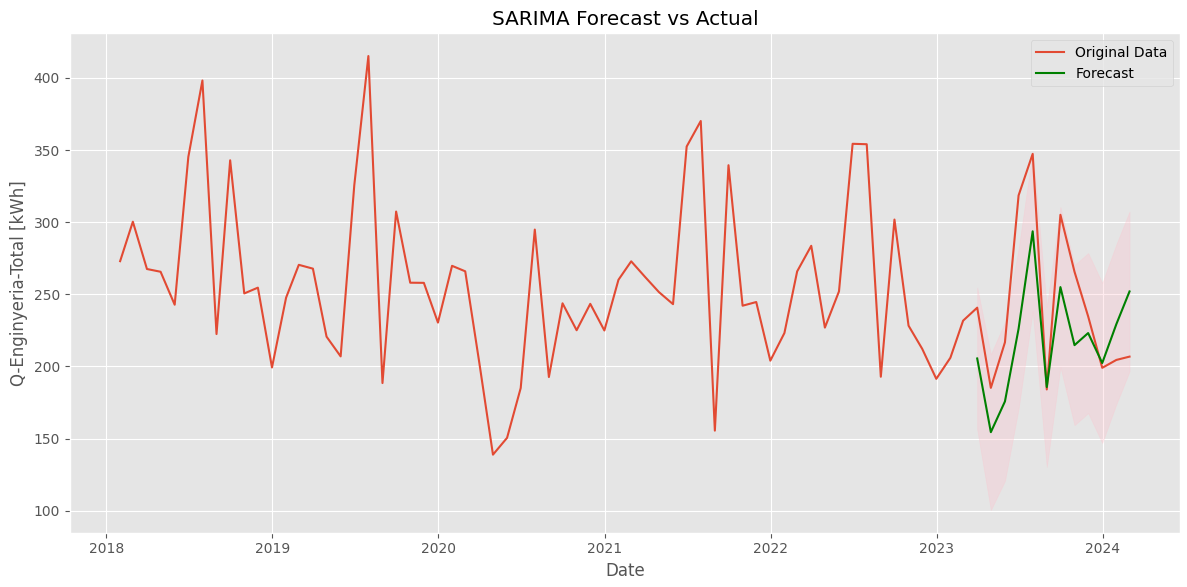 SARIMA Forecast vs Actual
Original Data
Forecast
Q-Enginyeria-Total [kWh]
400
350
300
250
200
150
100
2018 2019 2020 2021 2022 2023 2024
Date